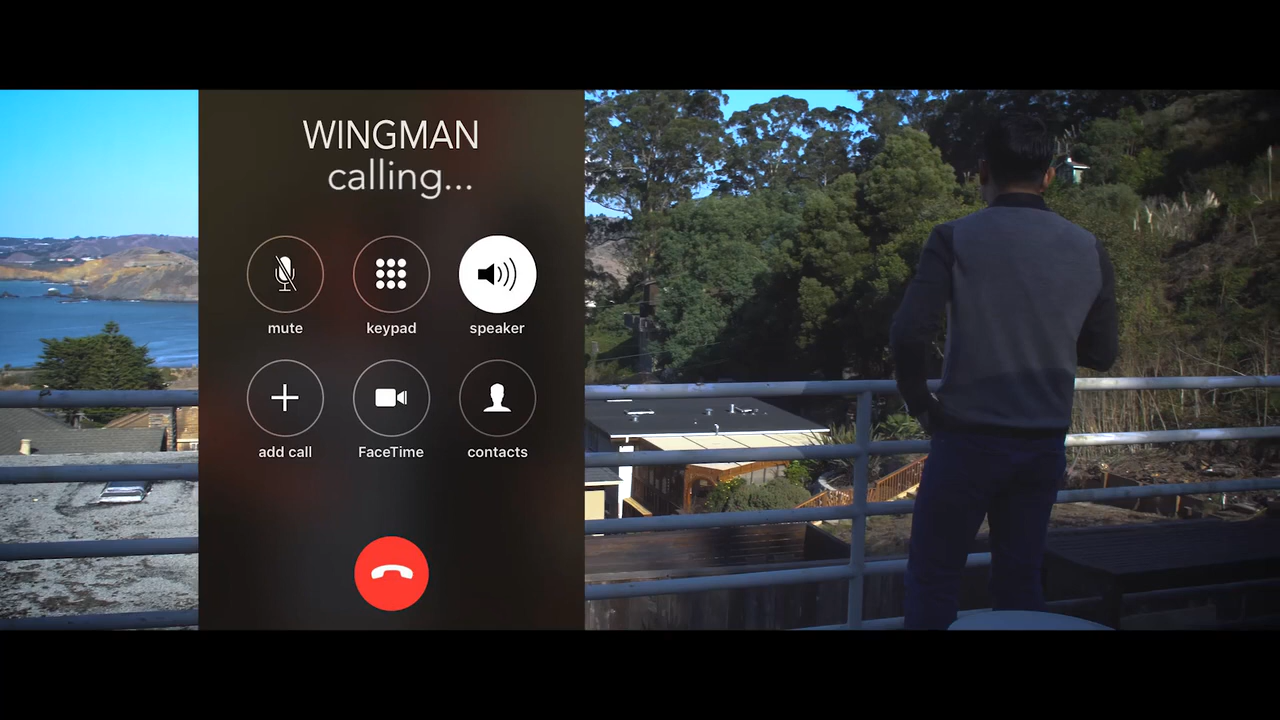 WINGMAN
calling...
mute
keypad
speaker
add call
FaceTime
contacts